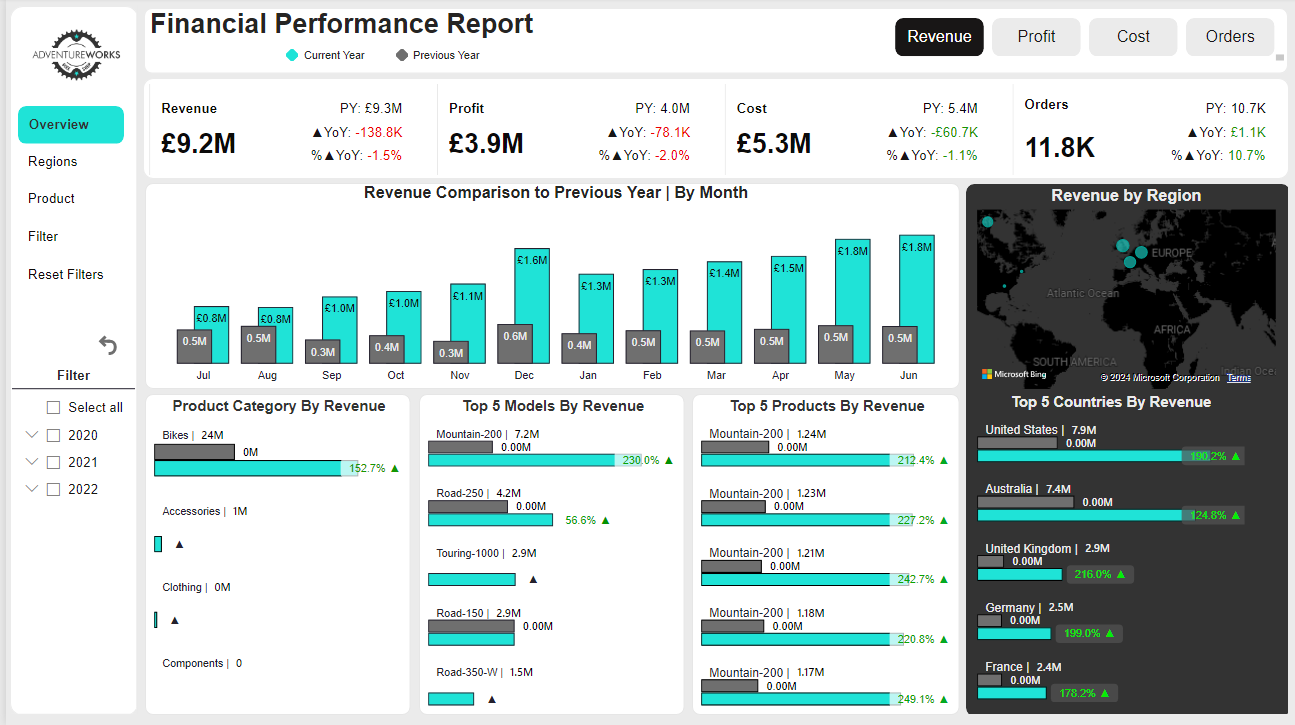 Financial Performance Report
Current Year
Previous Year
Revenue
Profit
Cost
Orders
ADVENTUREWORKS
Overview
Regions
Product
Filter
Reset Filters
Filter
Select all
2020
2021
2022
Revenue
£9.2M
PY: £9.3M
▲YoY: -138.8K
%▲YoY: -1.5%
Profit
£3.9M
PY: 4.0M
▲YoY: -78.1K
%▲YoY: -2.0%
Cost
£5.3M
PY: 5.4M
▲YoY: -£60.7K
%▲YoY: -1.1%
Orders
11.8K
PY: 10.7K
▲YoY: £1.1K
%▲YoY: 10.7%
Revenue Comparison to Previous Year | By Month
£0.8M £0.8M £1.0M £1.0M £1.1M £1.6M £1.3M £1.3M £1.4M £1.5M £1.8M £1.8M
0.5M 0.5M 0.3M 0.4M 0.3M 0.6M 0.4M 0.5M 0.5M 0.5M 0.5M 0.5M
Jul Aug Sep Oct Nov Dec Jan Feb Mar Apr May Jun
Revenue by Region
EUROPE
Atlantic Ocean
AFRICA
SOUTH AMERICA
Indian Oce
Microsoft Bing
© 2024 Microsoft Corporation Terms
Product Category By Revenue
Bikes | 24M
0M
152.7% ▲
Accessories | 1M
▲
Clothing | 0M
▲
Components | 0
Top 5 Models By Revenue
Mountain-200 | 7.2M
0.00M
230.0% ▲
Road-250 | 4.2M
0.00M
56.6% ▲
Touring-1000 | 2.9M
▲
Road-150 | 2.9M
0.00M
Road-350-W | 1.5M
▲
Top 5 Products By Revenue
Mountain-200 | 1.24M
0.00M
212.4% ▲
Mountain-200 | 1.23M
0.00M
227.2% ▲
Mountain-200 | 1.21M
0.00M
242.7% ▲
Mountain-200 | 1.18M
0.00M
220.8% ▲
Mountain-200 | 1.17M
0.00M
249.1% ▲
Top 5 Countries By Revenue
United States | 7.9M
0.00M
190.2% ▲
Australia | 7.4M
0.00M
124.8% ▲
United Kingdom | 2.9M
0.00M
216.0% ▲
Germany | 2.5M
0.00M
199.0% ▲
France | 2.4M
0.00M
178.2% ▲